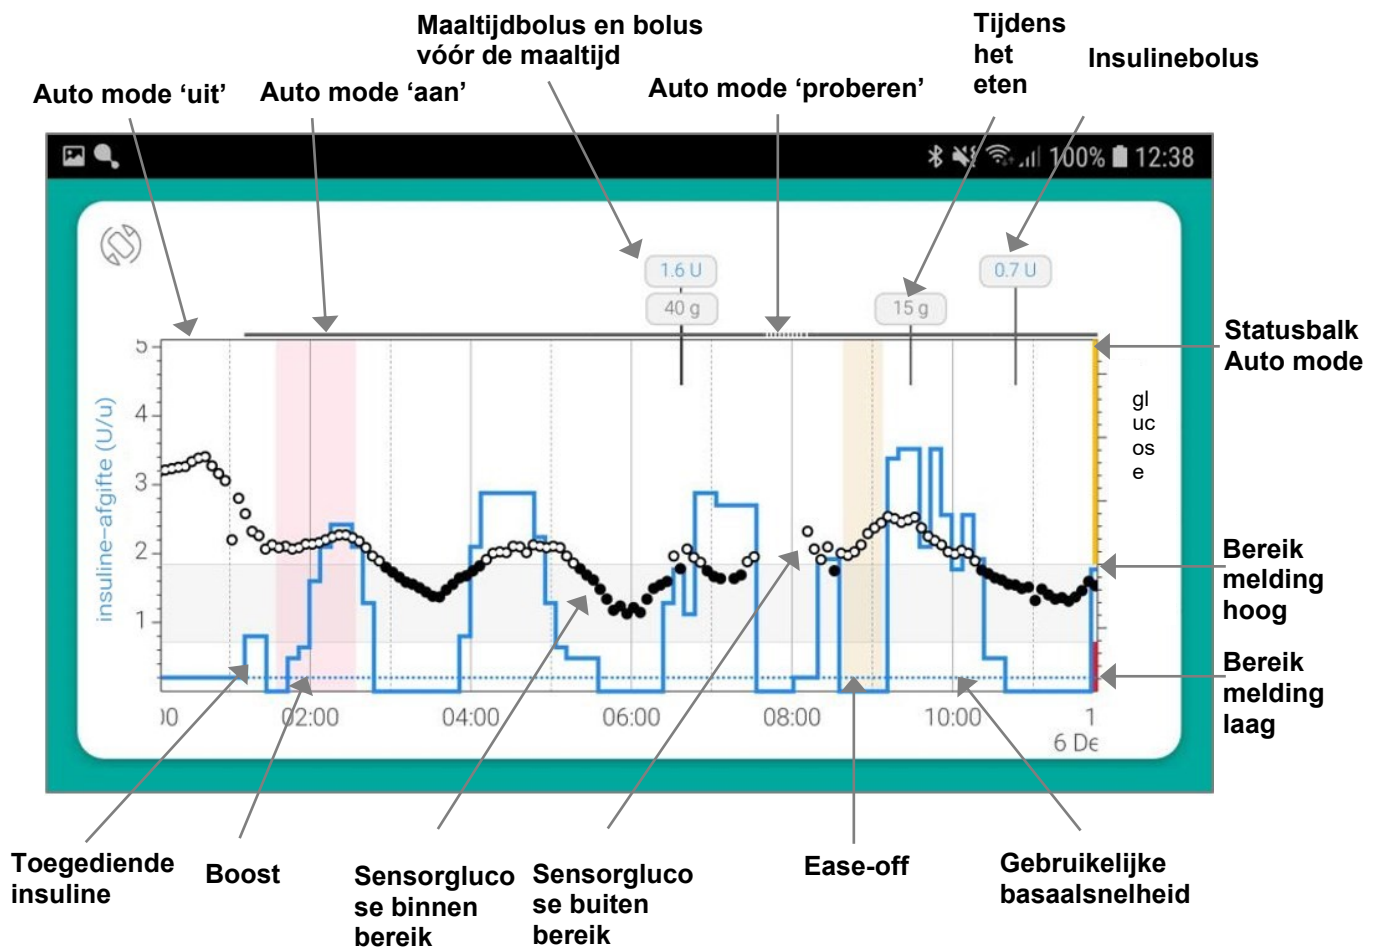 Maaltijdbolus en bolus
vóór de maaltijd
Tijdens
het
eten
Insulinebolus
Auto mode ‘uit’
Auto mode ‘aan’
Auto mode ‘proberen’
100% 12:38
1.6 U
40 g
15 g
0.7 U
Statusbalk
Auto mode
insuline–afgifte (U/u)
5
4
3
2
1
gl
uc
os
e
Bereik
melding
hoog
Bereik
melding
laag
00 02:00 04:00 06:00 08:00 10:00 1
6 De
Toegediende
insuline
Boost
Sensorgluco
se binnen
bereik
Sensorgluco
se buiten
bereik
Ease-off
Gebruikelijke
basaalsnelheid